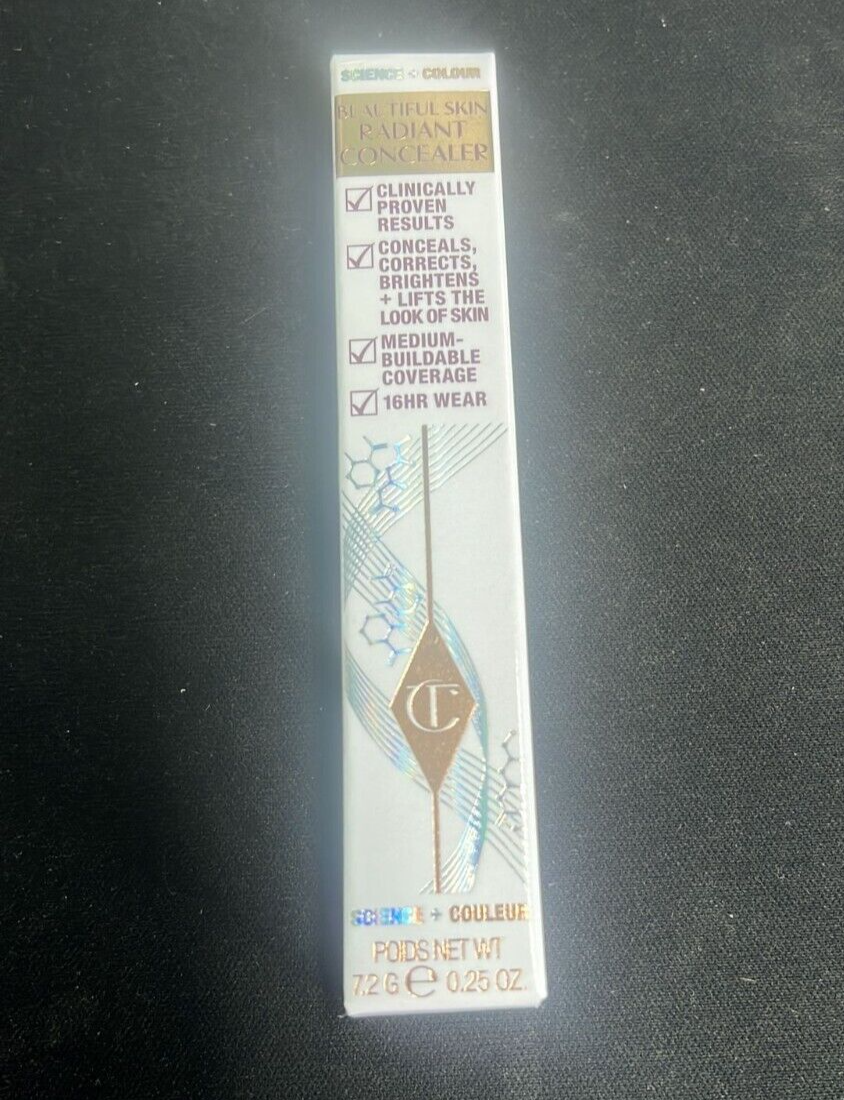 SCIENCE + COLOUR
BEAUTIFUL SKIN
RADIANT
CONCEALER
CLINICALLY
PROVEN
RESULTS
CONCEALS,
CORRECTS,
BRIGHTENS
+ LIFTS THE
LOOK OF SKIN
MEDIUM-
BUILDABLE
COVERAGE
16HR WEAR
CT
SCIENCE + COULEUR
POIDS NET WT
7.2 G e 0.25 OZ.